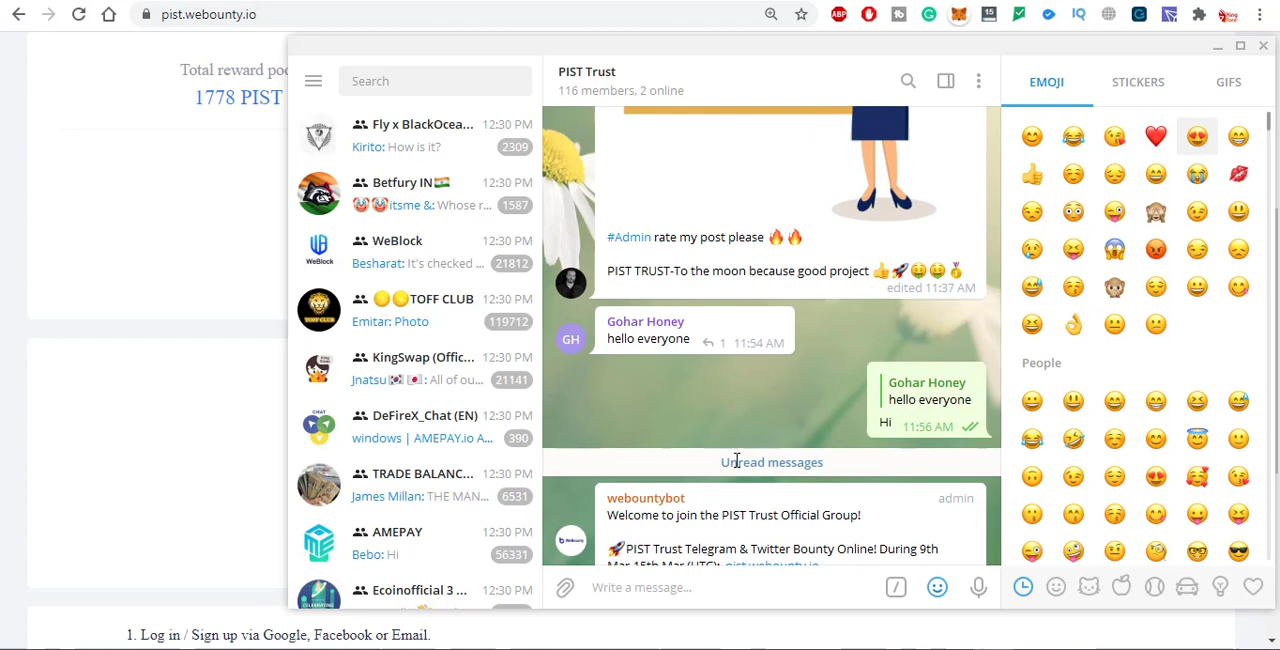 pist.webounty.io
Total reward poo
1778 PIST
1. Log in / Sign up via Google, Facebook or Email.
Search
Fly x BlackOcea... 12:30 PM
Kirito: How is it? 2309
Betfury IN🇮🇳 12:30 PM
🤡🤡itsme &: Whose r... 1587
WeBlock 12:30 PM
Besharat: It's checked ... 21812
🟡🟡TOFF CLUB 12:30 PM
Emitar: Photo 119712
KingSwap (Offic... 12:30 PM
Jnatsu🇰🇷🇯🇵: All of ou... 21141
DeFireX_Chat (EN) 12:30 PM
windows | AMEPAY.io A... 390
TRADE BALANC... 12:30 PM
James Millan: THE MAN... 6531
AMEPAY 12:30 PM
Bebo: Hi 56331
Ecoinofficial 3 ... 12:30 PM
PIST Trust
116 members, 2 online
#Admin rate my post please 🔥🔥
PIST TRUST-To the moon because good project 👍🚀🤑🤑🥇
edited 11:37 AM
GH
Gohar Honey
hello everyone 1 11:54 AM
Gohar Honey
hello everyone
Hi 11:56 AM
Unread messages
webountybot admin
Welcome to join the PIST Trust Official Group!
🚀PIST Trust Telegram & Twitter Bounty Online! During 9th
Mar-15th Mar (UTC): pist.webounty.io
Write a message...
EMOJI STICKERS GIFS
People